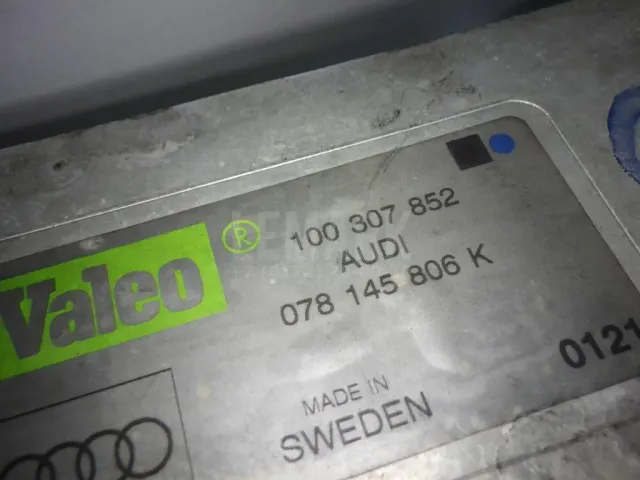 Valeo ®
100 307 852
AUDI
078 145 806 K
0121
MADE IN
SWEDEN